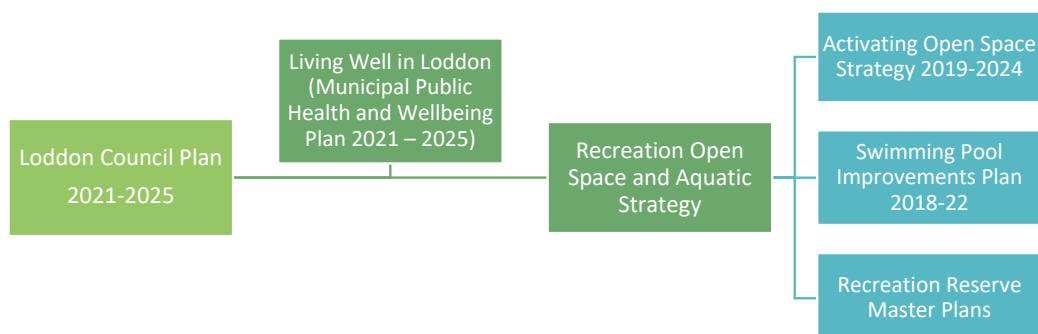 Loddon Council Plan
2021-2025
Living Well in Loddon
(Municipal Public
Health and Wellbeing
Plan 2021 – 2025)
Recreation Open
Space and Aquatic
Strategy
Activating Open Space
Strategy 2019-2024
Swimming Pool
Improvements Plan
2018-22
Recreation Reserve
Master Plans